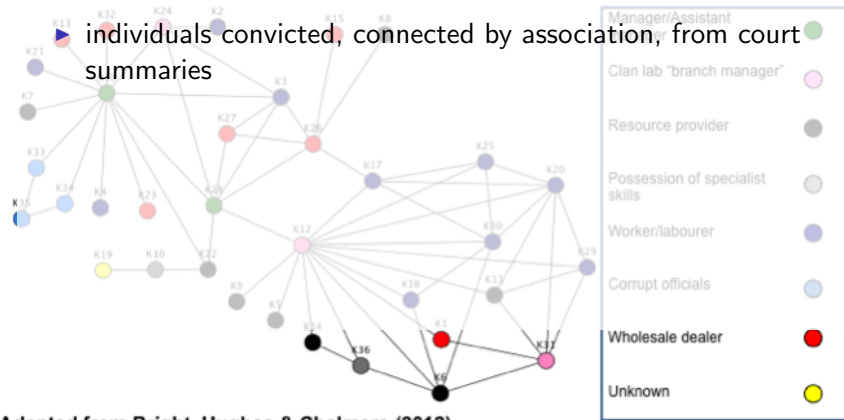 K13
K32
K24
K2
K15
K8
▶ individuals convicted, connected by association, from court
summaries
K21
K7
K3
K27
K26
K33
K34
K4
K23
K17
K25
K20
K12
K30
K19
K10
K22
K29
K9
K5
K16
K14
K36
K1
K31
K6
Manager/Assistant
Clan lab "branch manager"
Resource provider
Possession of specialist
skills
Worker/labourer
Corrupt officials
Wholesale dealer
Unknown